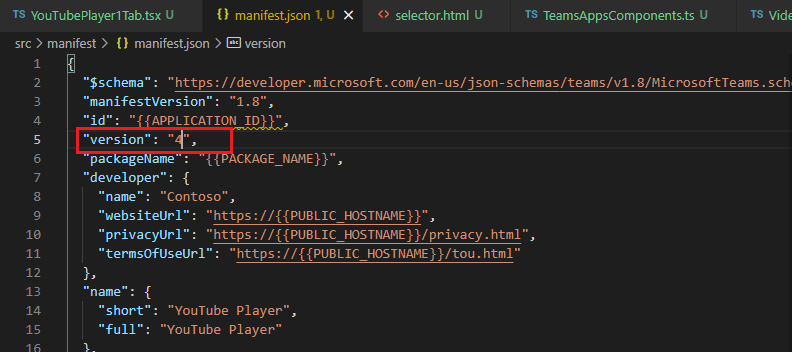 TS YouTubePlayer1Tab.tsx U
{} manifest.json 1, U ×
<> selector.html U
TS TeamsAppsComponents.ts U
TS Vide
src > manifest > {} manifest.json > abc version
1 {
2 "$schema": "https://developer.microsoft.com/en-us/json-schemas/teams/v1.8/MicrosoftTeams.sche
3 "manifestVersion": "1.8",
4 "id": "{{APPLICATION_ID}}",
5 "version": "4",
6 "packageName": "{{PACKAGE_NAME}}",
7 "developer": {
8 "name": "Contoso",
9 "websiteUrl": "https://{{PUBLIC_HOSTNAME}}",
10 "privacyUrl": "https://{{PUBLIC_HOSTNAME}}/privacy.html",
11 "termsOfUseUrl": "https://{{PUBLIC_HOSTNAME}}/tou.html"
12 },
13 "name": {
14 "short": "YouTube Player",
15 "full": "YouTube Player"
16 },